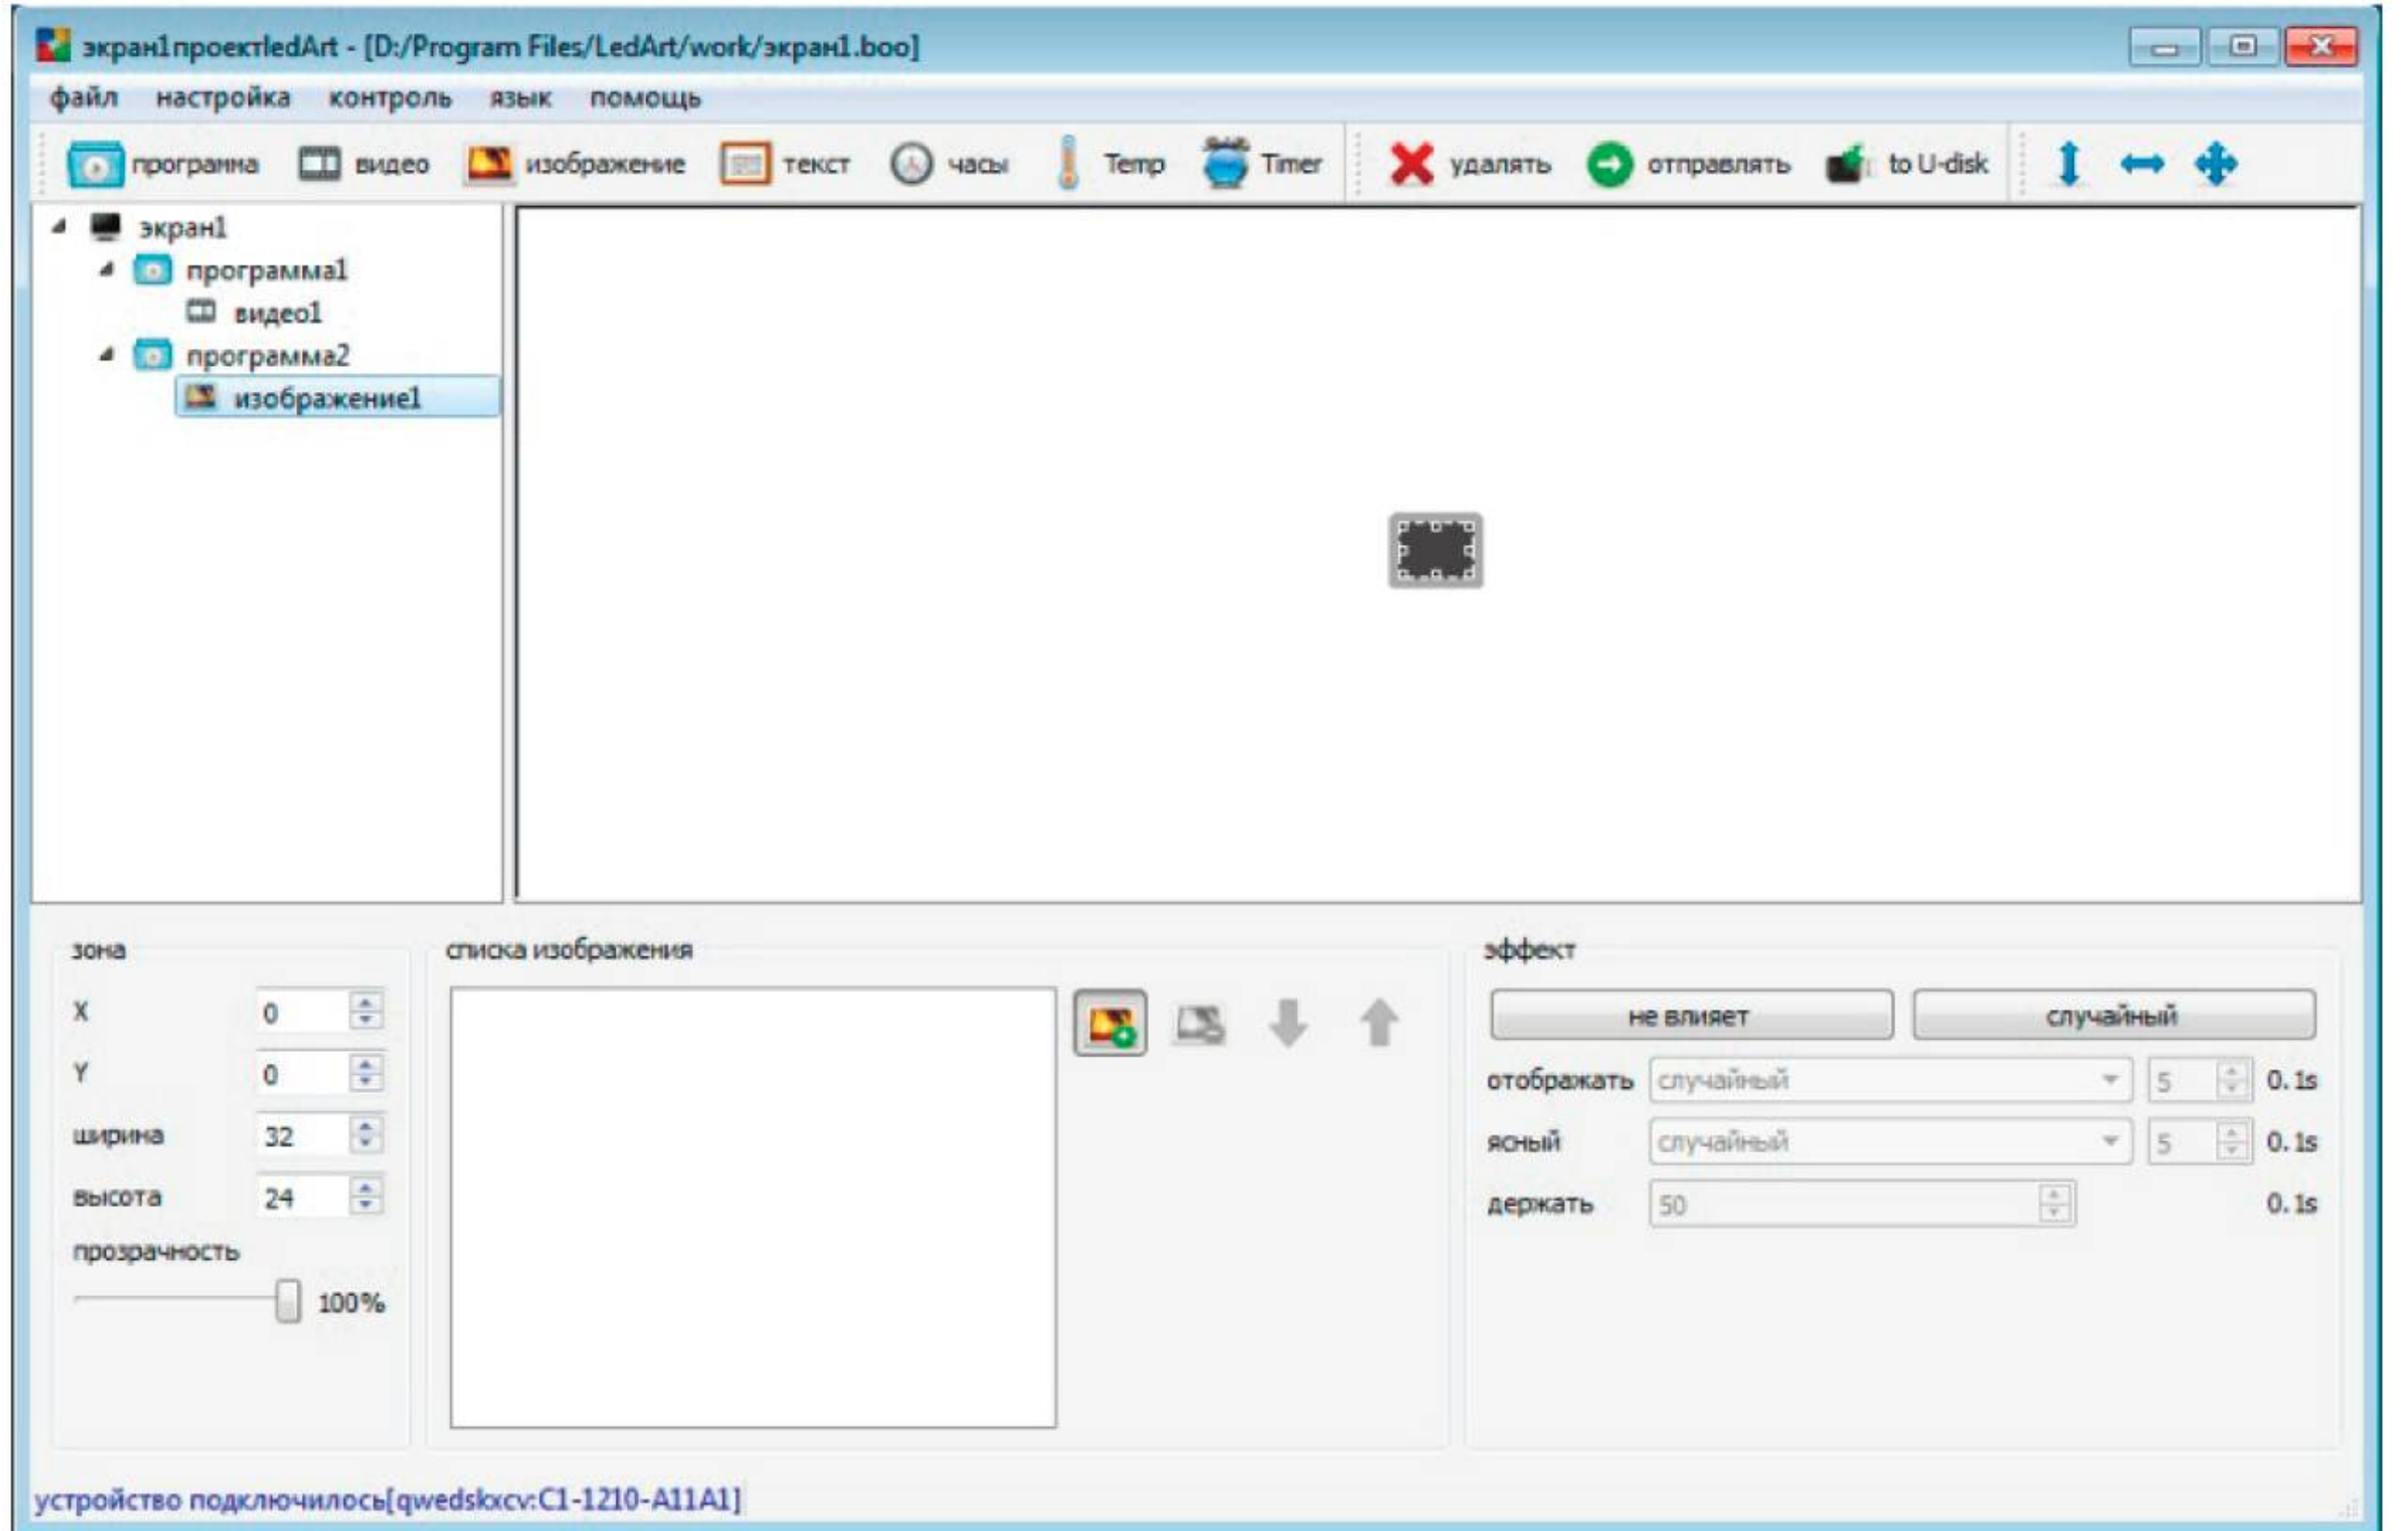 экран1проектledArt - [D:/Program Files/LedArt/work/экран1.boo]
файл настройка контроль язык помощь
программа видео изображение текст часы Temp Timer удалять отправлять to U-disk
экран1
программа1
видео1
программа2
изображение1
зона
X 0
Y 0
ширина 32
высота 24
прозрачность
100%
списка изображения
эффект
не влияет случайный
отображать случайный 5 0.1s
ясный случайный 5 0.1s
держать 50 0.1s
устройство подключилось[qwedskxcv:C1-1210-A11A1]